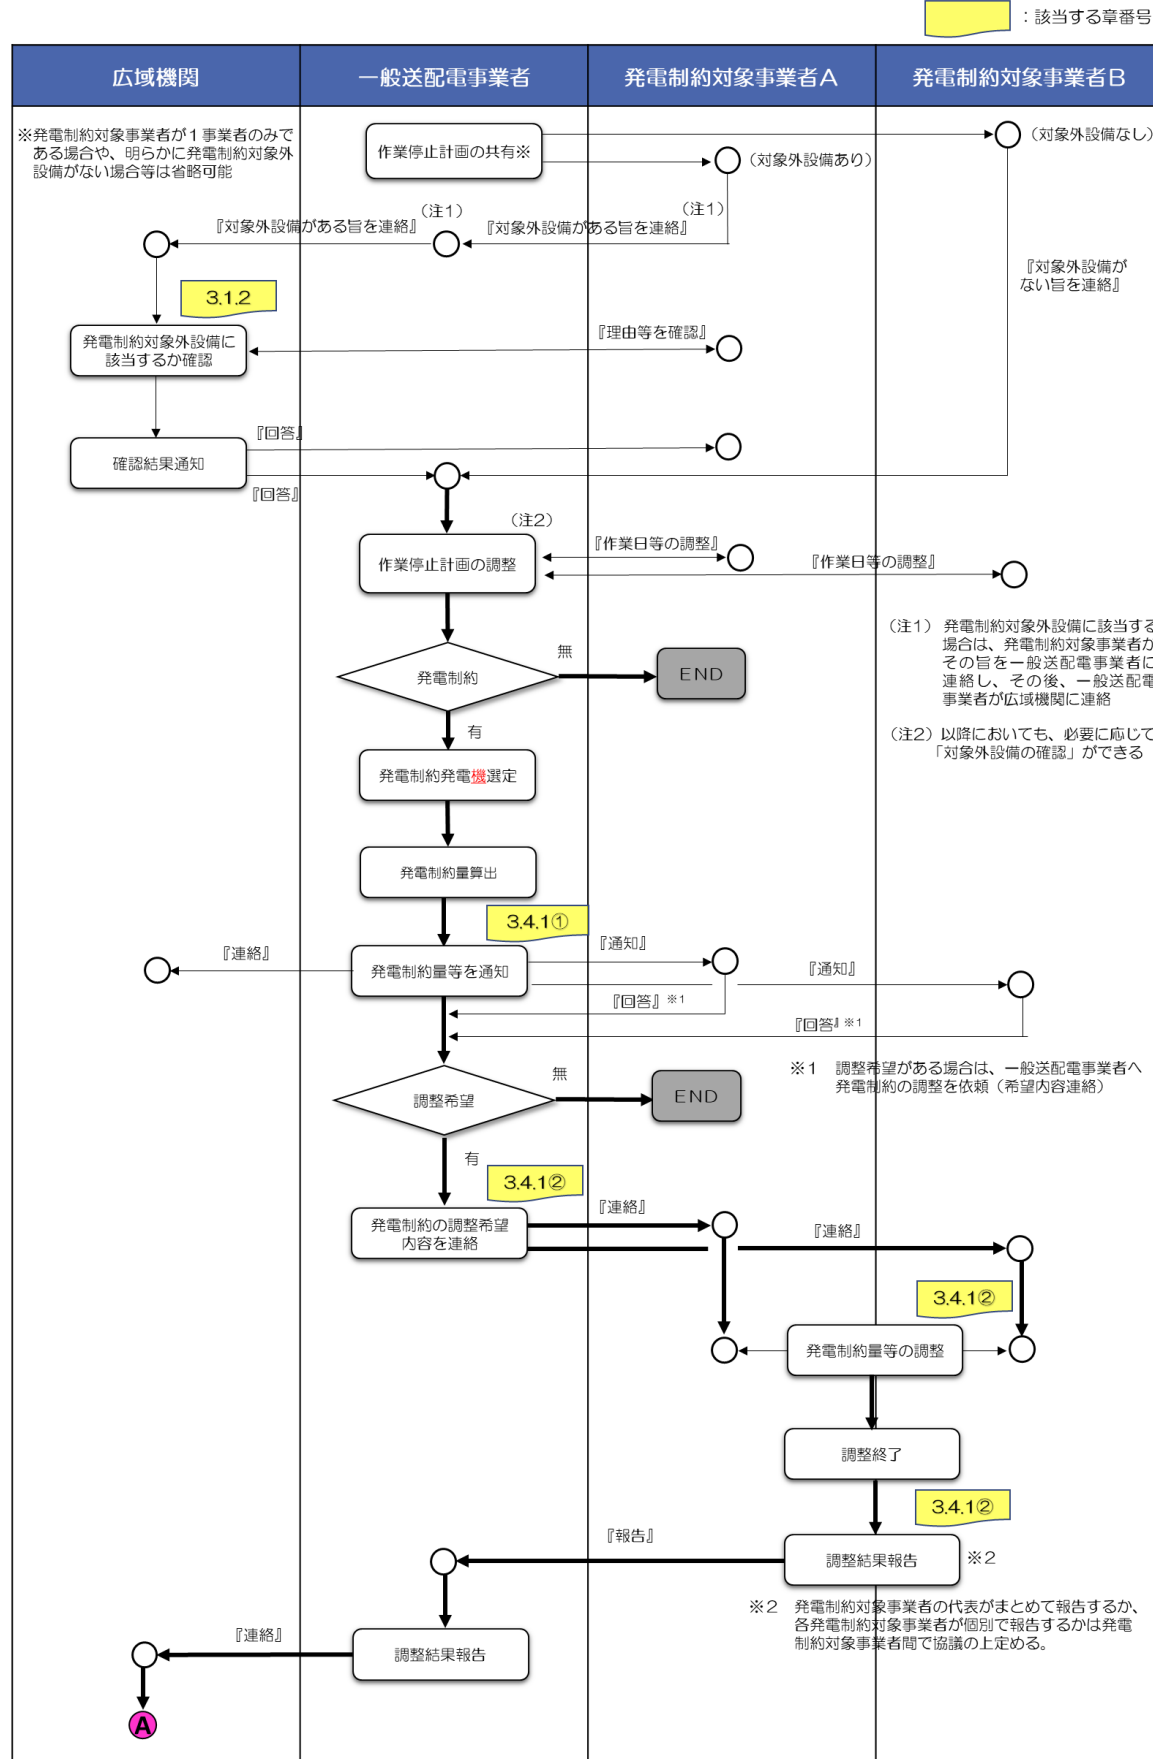 ：該当する章番号
広域機関
一般送配電事業者
発電制約対象事業者A
発電制約対象事業者B
※発電制約対象事業者が１事業者のみで
ある場合や、明らかに発電制約対象外
設備がない場合等は省略可能
作業停止計画の共有※
（対象外設備あり）
（対象外設備なし）
（注1）
（注1）
『対象外設備がある旨を連絡』
『対象外設備がある旨を連絡』
『対象外設備が
ない旨を連絡』
3.1.2
発電制約対象外設備に
該当するか確認
『理由等を確認』
『回答』
確認結果通知
『回答』
（注2）
作業停止計画の調整
『作業日等の調整』
『作業日等の調整』
（注1） 発電制約対象外設備に該当する
場合は、発電制約対象事業者が
その旨を一般送配電事業者に
連絡し、その後、一般送配電
事業者が広域機関に連絡
（注2）以降においても、必要に応じて
「対象外設備の確認」ができる
発電制約
無
END
有
発電制約発電機選定
発電制約量算出
3.4.1①
発電制約量等を通知
『連絡』
『通知』
『通知』
『回答』※1
『回答』※1
※1 調整希望がある場合は、一般送配電事業者へ
発電制約の調整を依頼（希望内容連絡）
調整希望
無
END
有
3.4.1②
発電制約の調整希望
内容を連絡
『連絡』
『連絡』
3.4.1②
発電制約量等の調整
調整終了
3.4.1②
調整結果報告
※2
『報告』
※2 発電制約対象事業者の代表がまとめて報告するか、
各発電制約対象事業者が個別で報告するかは発電
制約対象事業者間で協議の上定める。
調整結果報告
『連絡』
A